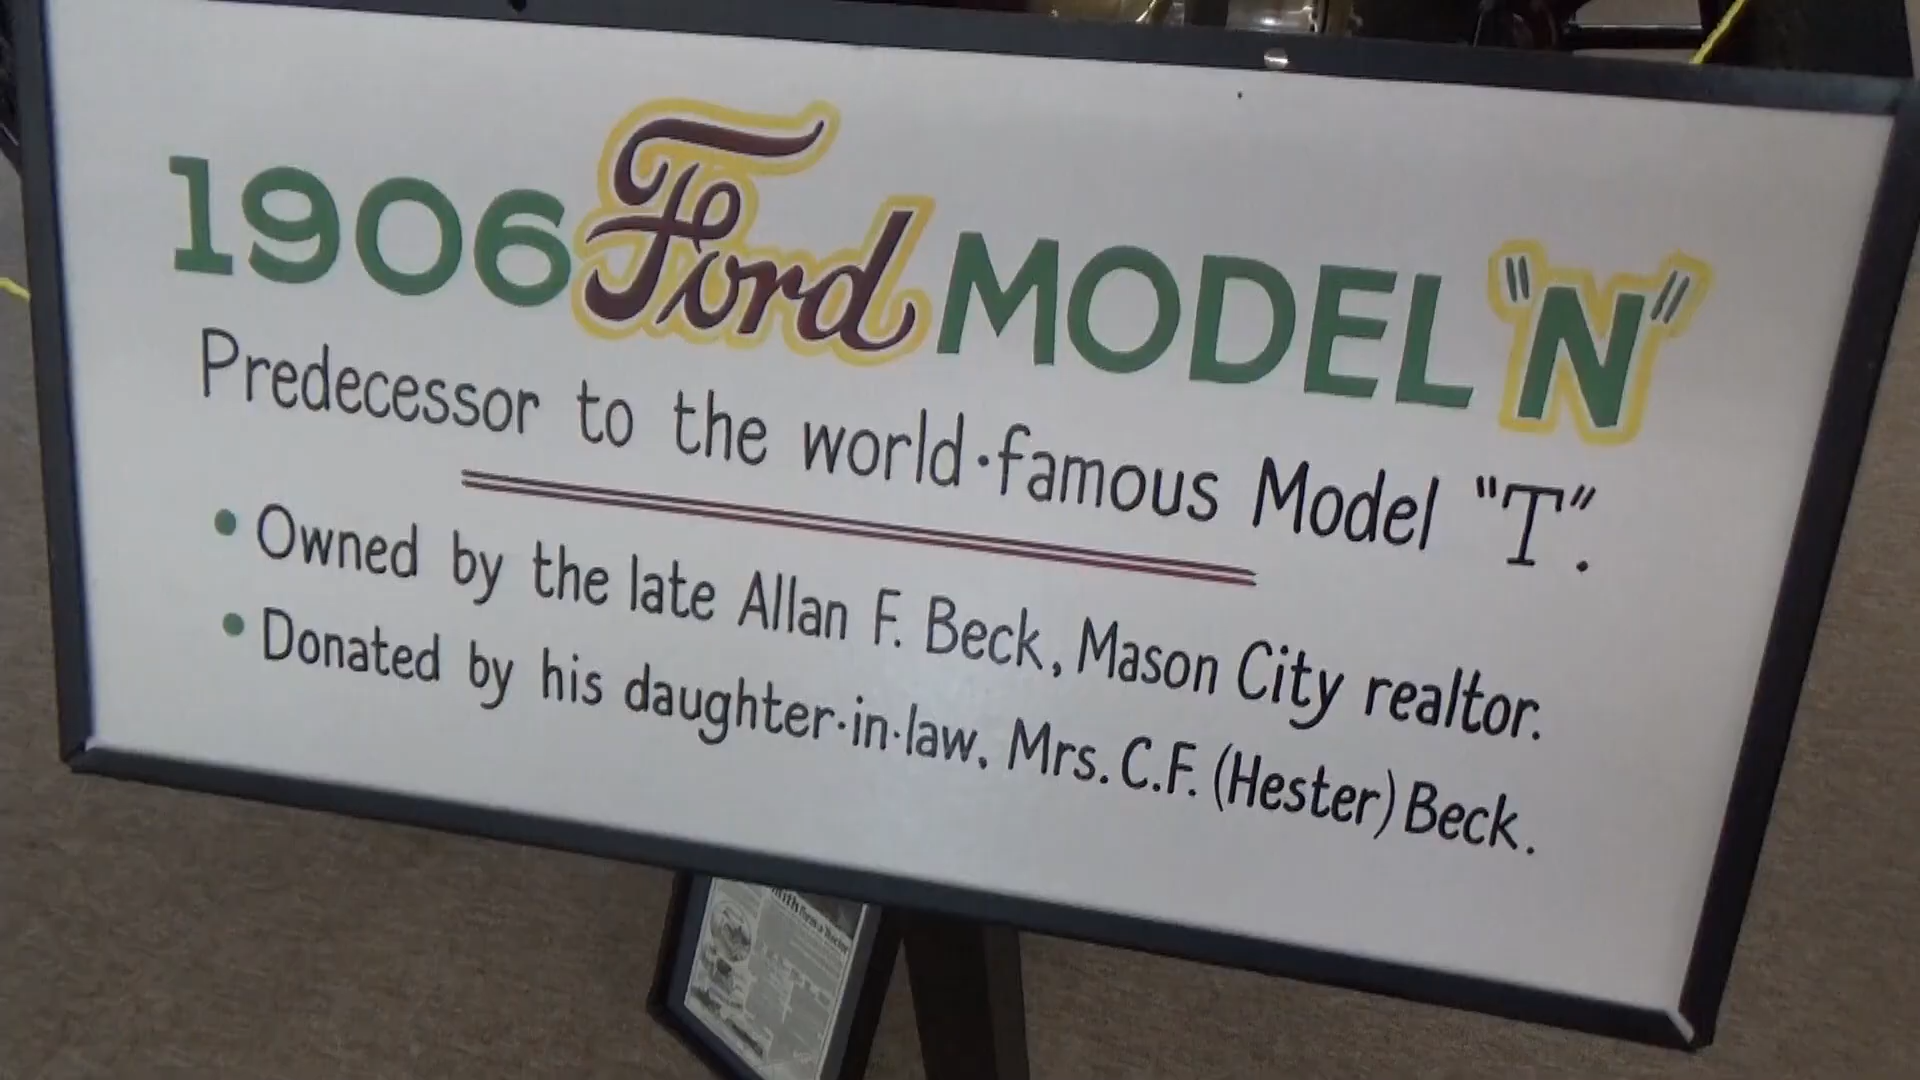 1906 Ford MODEL "N"
Predecessor to the world-famous Model "T".
• Owned by the late Allan F. Beck, Mason City realtor.
• Donated by his daughter-in-law, Mrs. C.F. (Hester) Beck.